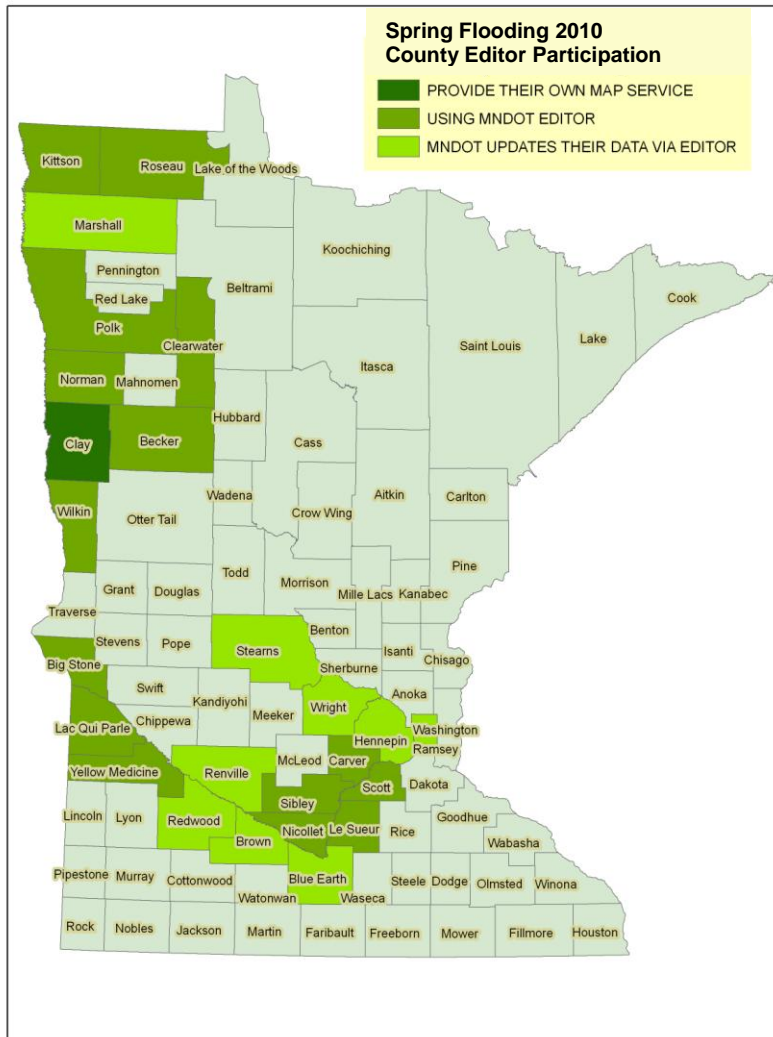 Spring Flooding 2010
County Editor Participation
PROVIDE THEIR OWN MAP SERVICE
USING MNDOT EDITOR
MNDOT UPDATES THEIR DATA VIA EDITOR
Kittson
Roseau
Lake of the Woods
Marshall
Koochiching
Pennington
Beltrami
Red Lake
Cook
Polk
Clearwater
Saint Louis
Lake
Itasca
Norman
Mahnomen
Hubbard
Clay
Becker
Cass
Wadena
Aitkin
Carlton
Wilkin
Otter Tail
Crow Wing
Pine
Todd
Morrison
Grant
Douglas
Mille Lacs
Kanabec
Traverse
Benton
Stevens
Pope
Stearns
Isanti
Chisago
Big Stone
Sherburne
Swift
Anoka
Kandiyohi
Wright
Meeker
Lac Qui Parle
Chippewa
Washington
Hennepin
Ramsey
McLeod
Carver
Yellow Medicine
Renville
Scott
Dakota
Sibley
Lincoln
Lyon
Redwood
Nicollet
Le Sueur
Rice
Goodhue
Brown
Wabasha
Pipestone
Murray
Cottonwood
Blue Earth
Steele
Dodge
Olmsted
Winona
Watonwan
Waseca
Rock
Nobles
Jackson
Martin
Faribault
Freeborn
Mower
Fillmore
Houston